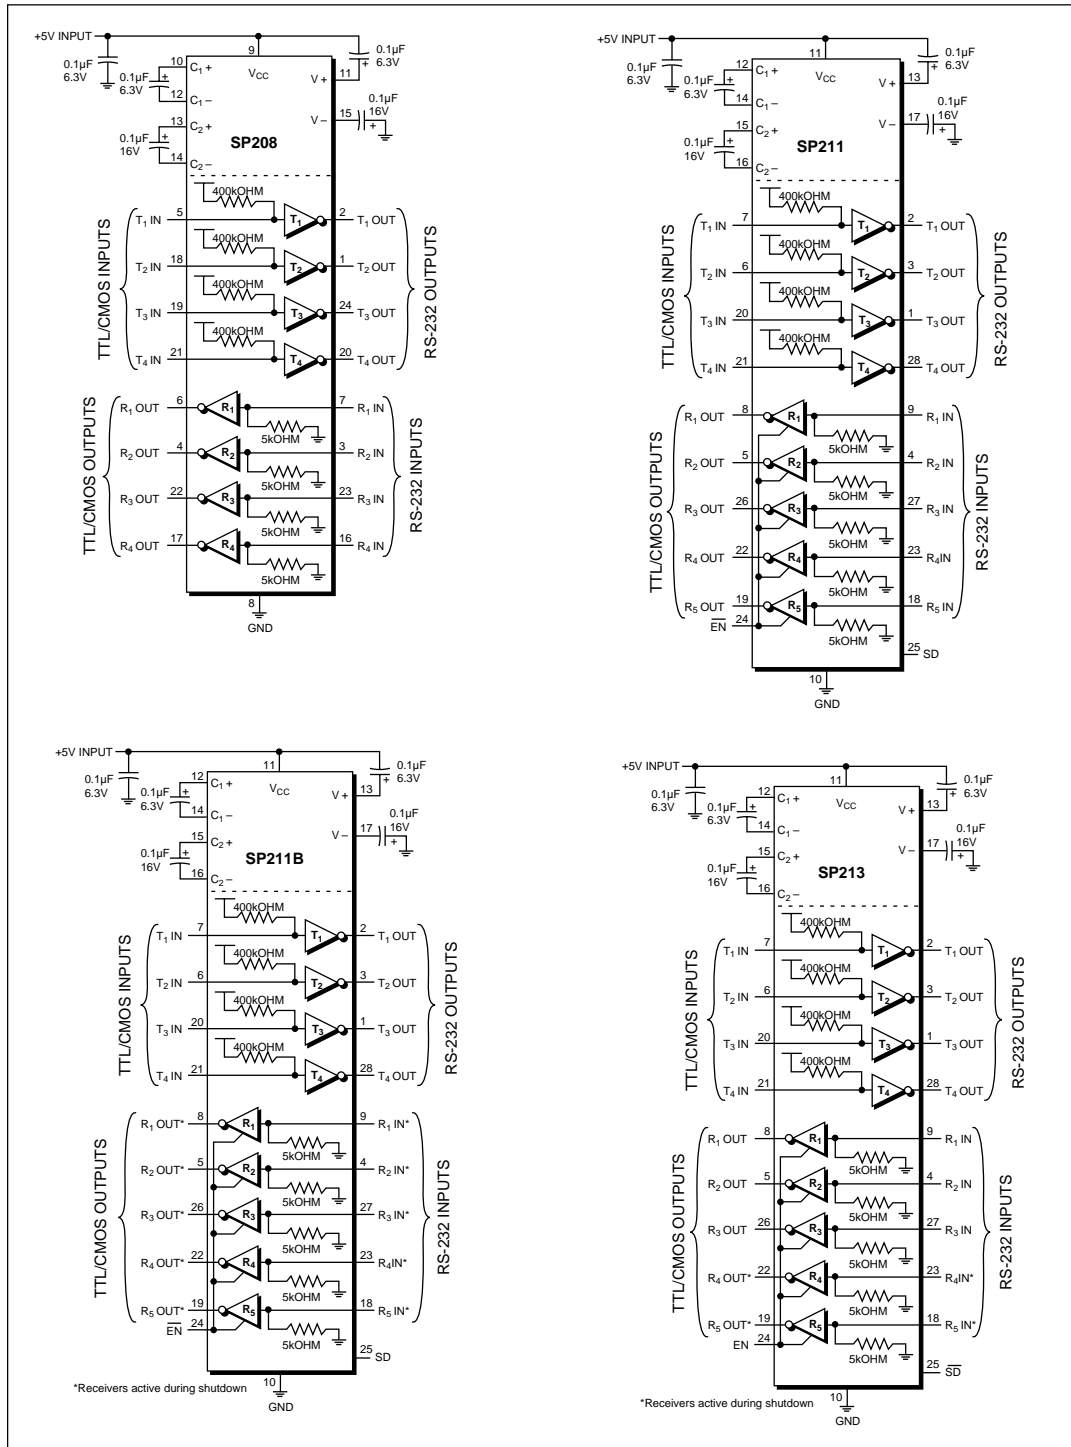 +5V INPUT
0.1µF
6.3V
9
VCC
0.1µF
6.3V
10
C1+
0.1µF
6.3V
12
C1–
V+
11
13
C2+
0.1µF
16V
14
C2–
V–
15
0.1µF
16V
SP208
TTL/CMOS INPUTS
RS-232 OUTPUTS
400kOHM
T1 IN
5
T1
2
T1 OUT
400kOHM
T2 IN
18
T2
1
T2 OUT
400kOHM
T3 IN
19
T3
24
T3 OUT
400kOHM
T4 IN
21
T4
20
T4 OUT
TTL/CMOS OUTPUTS
RS-232 INPUTS
R1 OUT
6
R1
7
R1 IN
5kOHM
R2 OUT
4
R2
3
R2 IN
5kOHM
R3 OUT
22
R3
23
R3 IN
5kOHM
R4 OUT
17
R4
16
R4 IN
5kOHM
8
GND
+5V INPUT
0.1µF
6.3V
11
VCC
0.1µF
6.3V
12
C1+
0.1µF
6.3V
14
C1–
V+
13
15
C2+
0.1µF
16V
16
C2–
V–
17
0.1µF
16V
SP211
TTL/CMOS INPUTS
RS-232 OUTPUTS
400kOHM
T1 IN
7
T1
2
T1 OUT
400kOHM
T2 IN
6
T2
3
T2 OUT
400kOHM
T3 IN
20
T3
1
T3 OUT
400kOHM
T4 IN
21
T4
28
T4 OUT
TTL/CMOS OUTPUTS
RS-232 INPUTS
R1 OUT
8
R1
9
R1 IN
5kOHM
R2 OUT
5
R2
4
R2 IN
5kOHM
R3 OUT
26
R3
27
R3 IN
5kOHM
R4 OUT
22
R4
23
R4IN
5kOHM
R5 OUT
19
R5
18
R5 IN
5kOHM
E̅N̅
24
25
SD
10
GND
+5V INPUT
0.1µF
6.3V
11
VCC
0.1µF
6.3V
12
C1+
0.1µF
6.3V
14
C1–
V+
13
15
C2+
0.1µF
16V
16
C2–
V–
17
0.1µF
16V
SP211B
TTL/CMOS INPUTS
RS-232 OUTPUTS
400kOHM
T1 IN
7
T1
2
T1 OUT
400kOHM
T2 IN
6
T2
3
T2 OUT
400kOHM
T3 IN
20
T3
1
T3 OUT
400kOHM
T4 IN
21
T4
28
T4 OUT
TTL/CMOS OUTPUTS
RS-232 INPUTS
R1 OUT*
8
R1
9
R1 IN*
5kOHM
R2 OUT*
5
R2
4
R2 IN*
5kOHM
R3 OUT*
26
R3
27
R3 IN*
5kOHM
R4 OUT*
22
R4
23
R4IN*
5kOHM
R5 OUT*
19
R5
18
R5 IN*
5kOHM
E̅N̅
24
25
SD
10
GND
*Receivers active during shutdown
+5V INPUT
0.1µF
6.3V
11
VCC
0.1µF
6.3V
12
C1+
0.1µF
6.3V
14
C1–
V+
13
15
C2+
0.1µF
16V
16
C2–
V–
17
0.1µF
16V
SP213
TTL/CMOS INPUTS
RS-232 OUTPUTS
400kOHM
T1 IN
7
T1
2
T1 OUT
400kOHM
T2 IN
6
T2
3
T2 OUT
400kOHM
T3 IN
20
T3
1
T3 OUT
400kOHM
T4 IN
21
T4
28
T4 OUT
TTL/CMOS OUTPUTS
RS-232 INPUTS
R1 OUT
8
R1
9
R1 IN
5kOHM
R2 OUT
5
R2
4
R2 IN
5kOHM
R3 OUT
26
R3
27
R3 IN
5kOHM
R4 OUT*
22
R4
23
R4IN*
5kOHM
R5 OUT*
19
R5
18
R5 IN*
5kOHM
EN
24
25
S̅D̅
10
GND
*Receivers active during shutdown